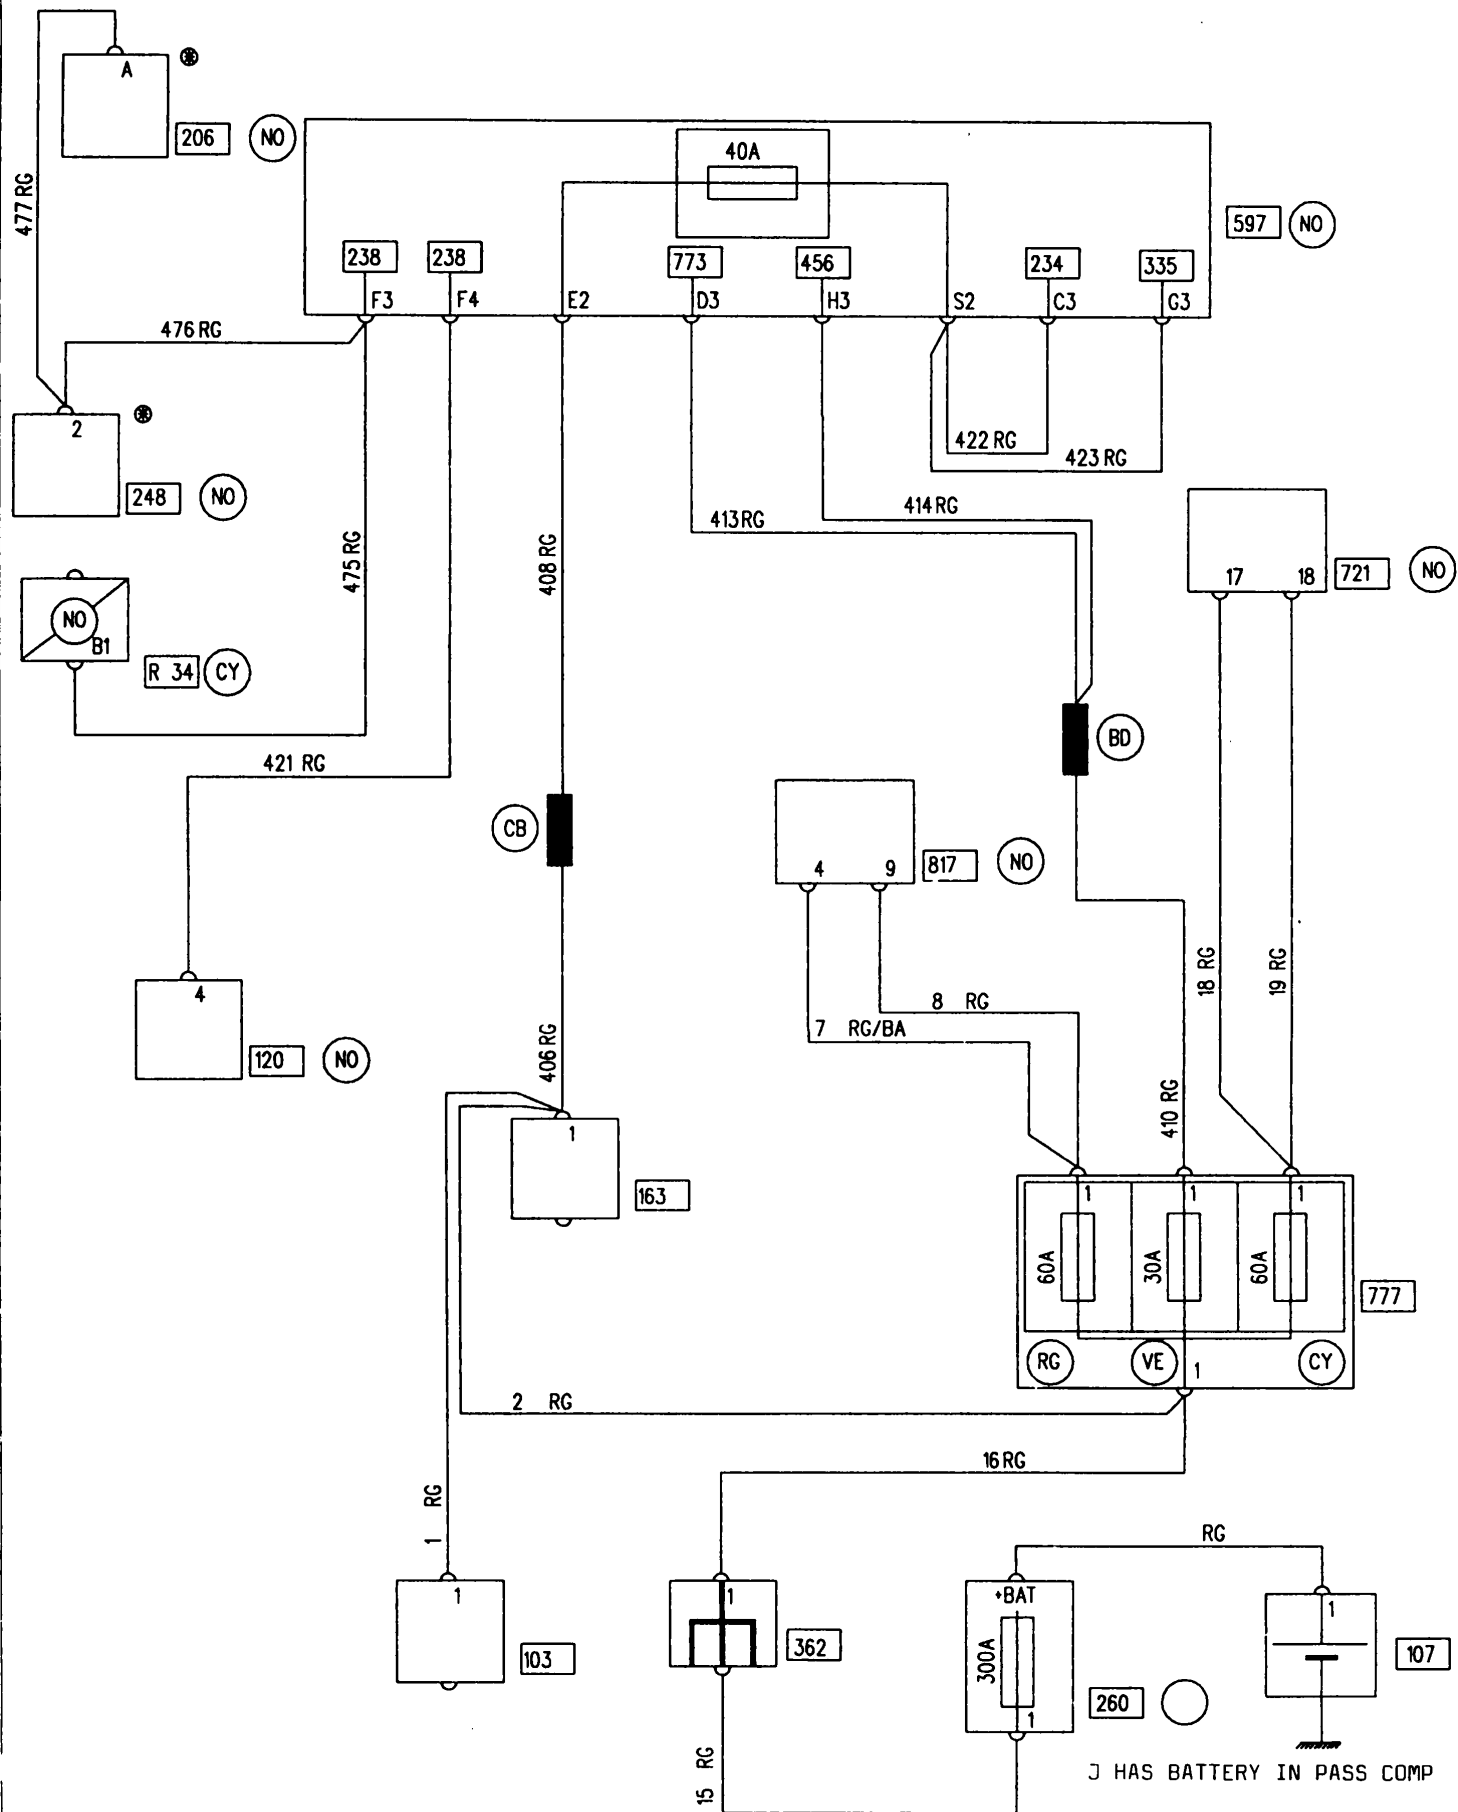 A
206 NO
477 RG
40A
597 NO
238 238 773 456 234 335
F3 F4 E2 D3 H3 S2 C3 G3
476 RG
2
248 NO
422 RG
423 RG
413 RG
414 RG
475 RG
408 RG
17 18
721 NO
NO
B1
R 34 CY
421 RG
BD
CB
4 9
817 NO
4
120 NO
8 RG
7 RG/BA
18 RG
19 RG
406 RG
410 RG
1
163
1 1 1
60A 30A 60A
777
RG VE 1 CY
2 RG
16 RG
1 RG
RG
1
103
1
362
+BAT
300A
1
260
1
107
15 RG
J HAS BATTERY IN PASS COMP